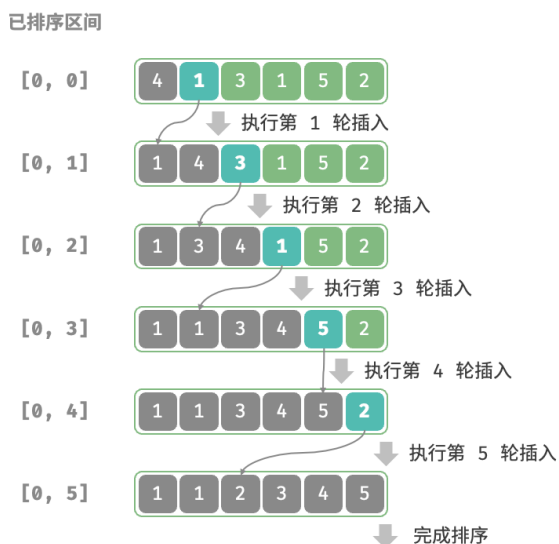 已排序区间
[0, 0] 4 1 3 1 5 2
执行第 1 轮插入
[0, 1] 1 4 3 1 5 2
执行第 2 轮插入
[0, 2] 1 3 4 1 5 2
执行第 3 轮插入
[0, 3] 1 1 3 4 5 2
执行第 4 轮插入
[0, 4] 1 1 3 4 5 2
执行第 5 轮插入
[0, 5] 1 1 2 3 4 5
完成排序